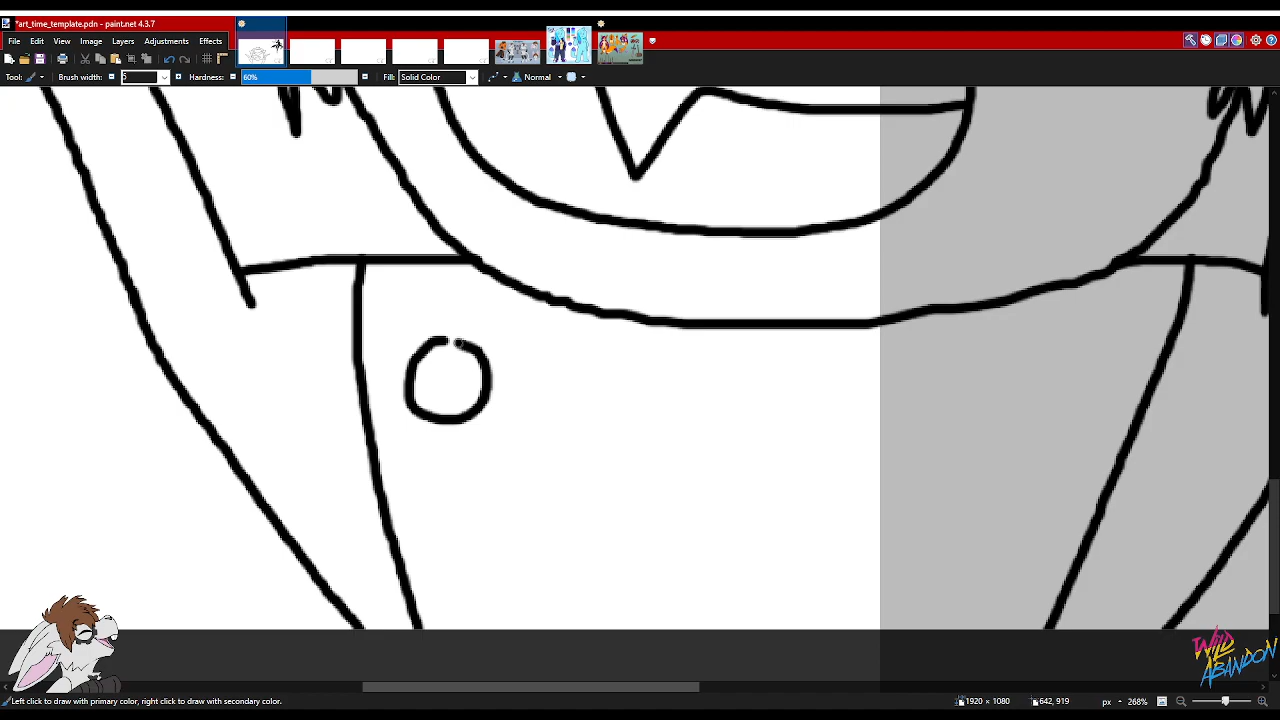 *art_time_template.pdn - paint.net 4.3.7
File Edit View Image Layers Adjustments Effects
Tool: Brush width: 5 Hardness: 60% Fill: Solid Color Normal
WILD
ABANDON
Left click to draw with primary color, right click to draw with secondary color. 1920 × 1080 642, 919 px 268%